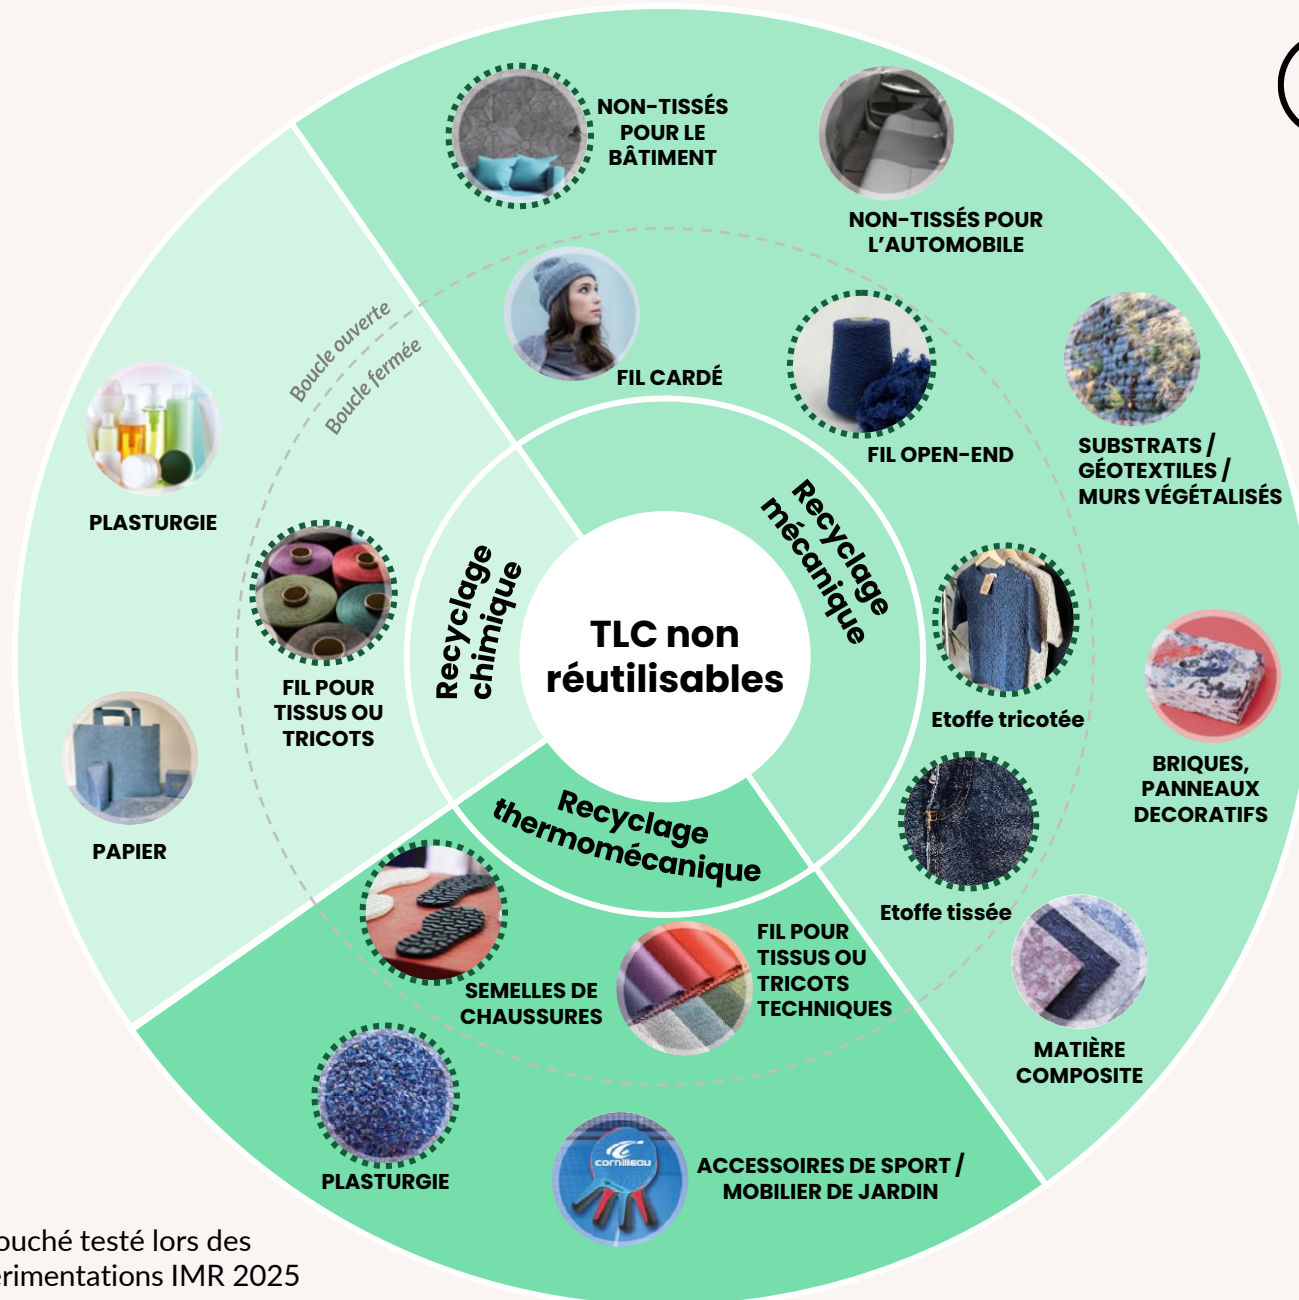 NON-TISSÉS
POUR LE
BÂTIMENT
NON-TISSÉS POUR
L'AUTOMOBILE
FIL CARDÉ
FIL OPEN-END
SUBSTRATS /
GÉOTEXTILES /
MURS VÉGÉTALISÉS
Boucle ouverte
Boucle fermée
PLASTURGIE
FIL POUR
TISSUS OU
TRICOTS
PAPIER
Recyclage
chimique
Recyclage
mécanique
TLC non
réutilisables
Recyclage
thermomécanique
Etoffe tricotée
BRIQUES,
PANNEAUX
DECORATIFS
Etoffe tissée
MATIÈRE
COMPOSITE
SEMELLES DE
CHAUSSURES
FIL POUR
TISSUS OU
TRICOTS
TECHNIQUES
PLASTURGIE
cornilleau
ACCESSOIRES DE SPORT /
MOBILIER DE JARDIN
ouché testé lors des
érimentations IMR 2025